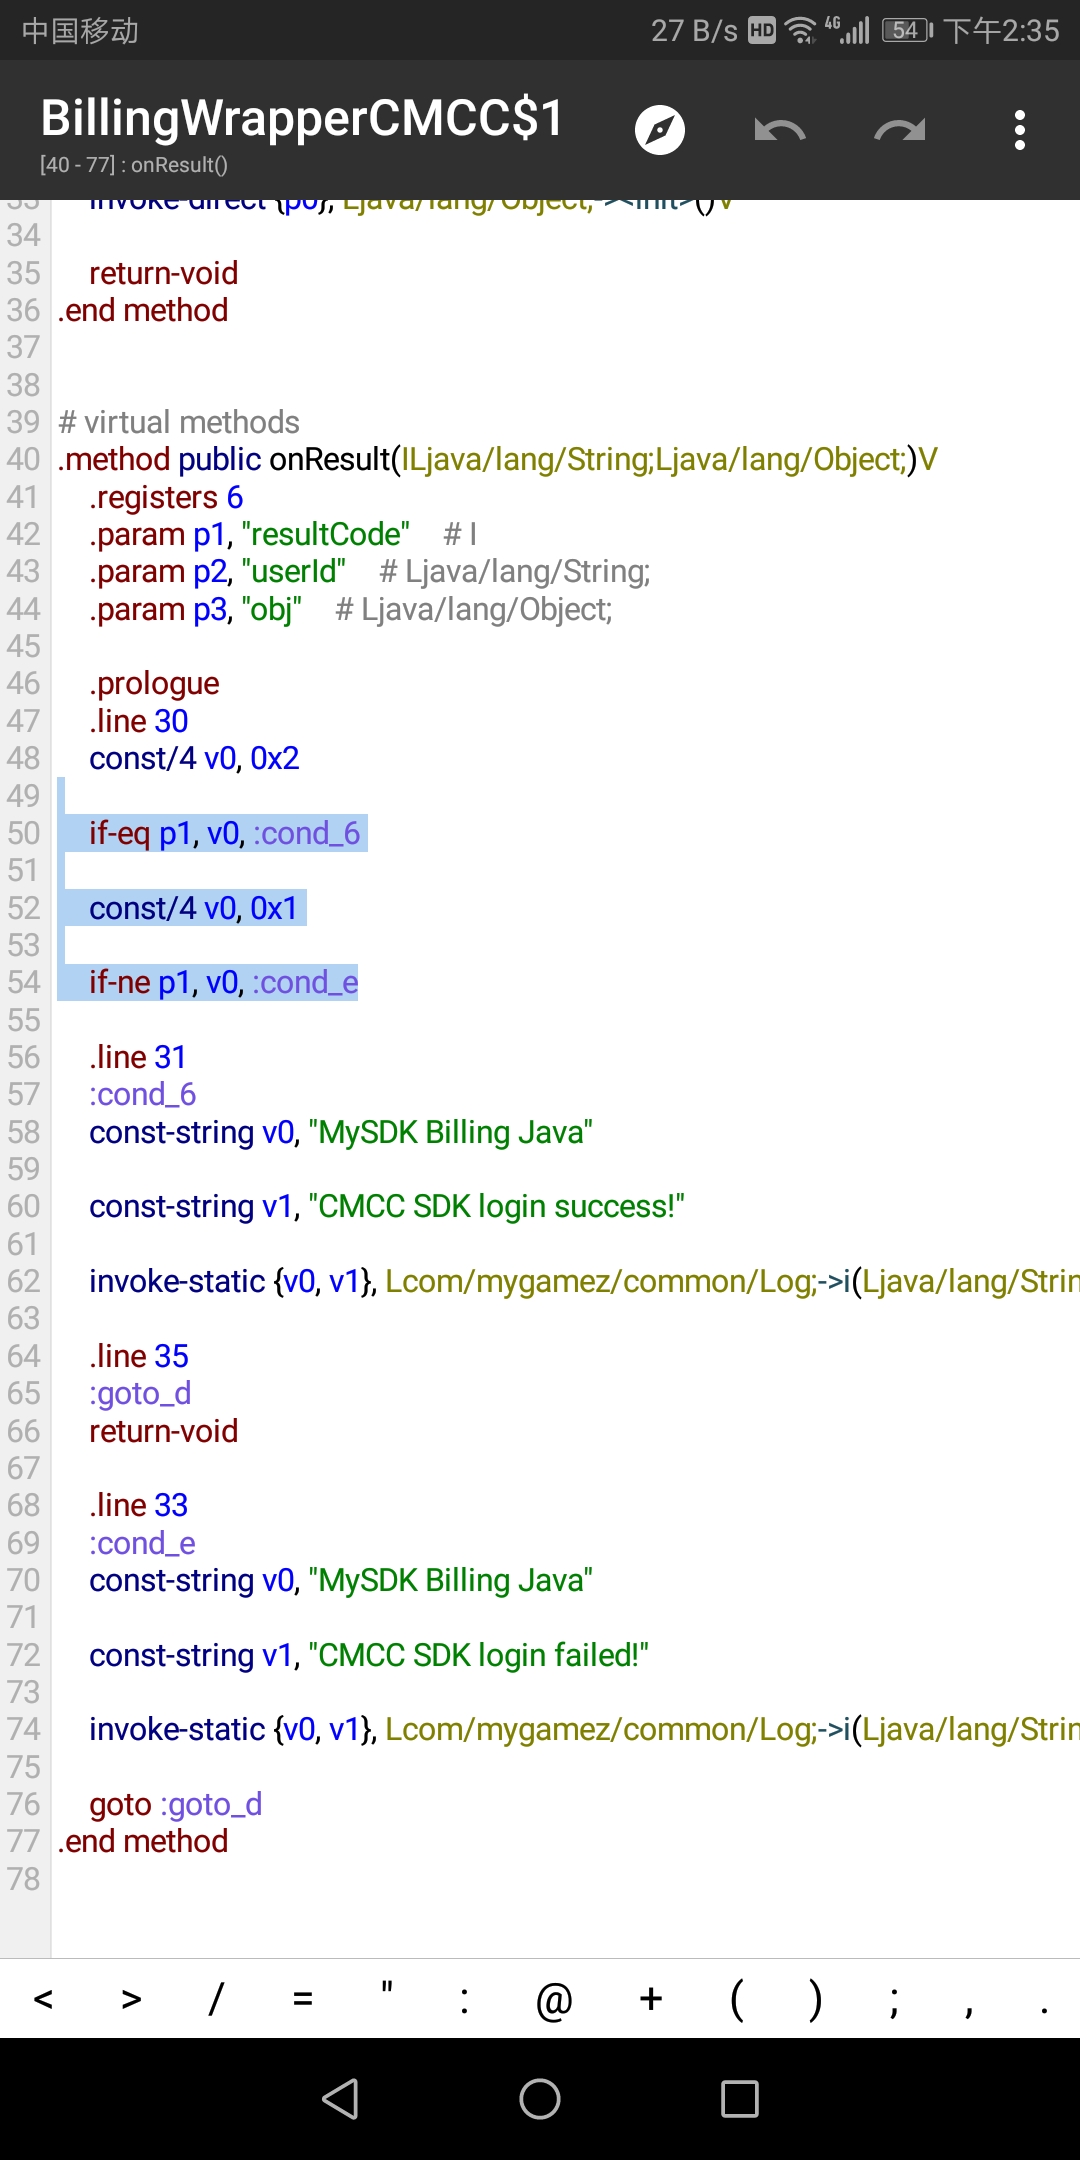 中国移动 27 B/s HD 4G 54 下午2:35
BillingWrapperCMCC$1
[40 - 77] : onResult()
33 invoke-direct {p0}, Ljava/lang/Object;-><init>()V
34
35 return-void
36 .end method
37
38
39 # virtual methods
40 .method public onResult(ILjava/lang/String;Ljava/lang/Object;)V
41 .registers 6
42 .param p1, "resultCode" # I
43 .param p2, "userId" # Ljava/lang/String;
44 .param p3, "obj" # Ljava/lang/Object;
45
46 .prologue
47 .line 30
48 const/4 v0, 0x2
49
50 if-eq p1, v0, :cond_6
51
52 const/4 v0, 0x1
53
54 if-ne p1, v0, :cond_e
55
56 .line 31
57 :cond_6
58 const-string v0, "MySDK Billing Java"
59
60 const-string v1, "CMCC SDK login success!"
61
62 invoke-static {v0, v1}, Lcom/mygamez/common/Log;->i(Ljava/lang/Strin
63
64 .line 35
65 :goto_d
66 return-void
67
68 .line 33
69 :cond_e
70 const-string v0, "MySDK Billing Java"
71
72 const-string v1, "CMCC SDK login failed!"
73
74 invoke-static {v0, v1}, Lcom/mygamez/common/Log;->i(Ljava/lang/Strin
75
76 goto :goto_d
77 .end method
78
< > / = " : @ + ( ) ; , .